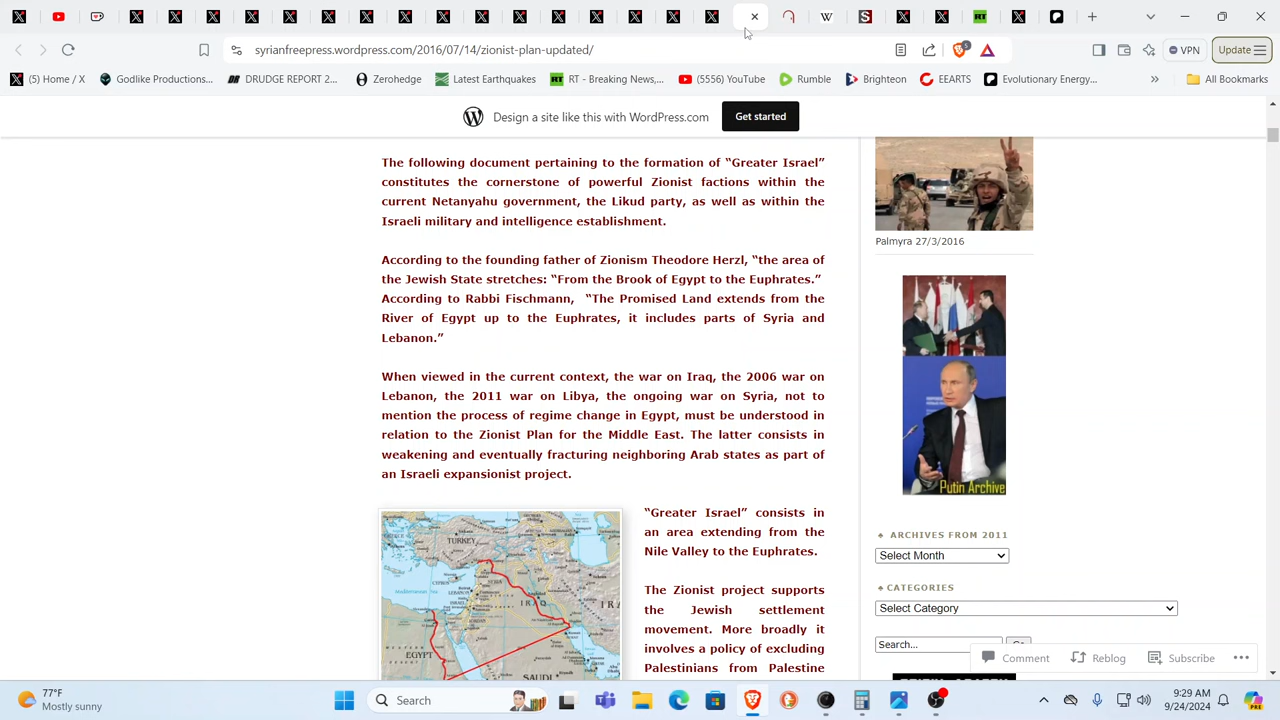 syrianfreepress.wordpress.com/2016/07/14/zionist-plan-updated/
5
VPN
Update
(5) Home / X
Godlike Productions...
DRUDGE REPORT 2...
Zerohedge
Latest Earthquakes
RT - Breaking News,...
(5556) YouTube
Rumble
Brighteon
EEARTS
Evolutionary Energy...
All Bookmarks
Design a site like this with WordPress.com
Get started
The following document pertaining to the formation of “Greater Israel”
constitutes the cornerstone of powerful Zionist factions within the
current Netanyahu government, the Likud party, as well as within the
Israeli military and intelligence establishment.
According to the founding father of Zionism Theodore Herzl, “the area of
the Jewish State stretches: “From the Brook of Egypt to the Euphrates.”
According to Rabbi Fischmann, “The Promised Land extends from the
River of Egypt up to the Euphrates, it includes parts of Syria and
Lebanon.”
When viewed in the current context, the war on Iraq, the 2006 war on
Lebanon, the 2011 war on Libya, the ongoing war on Syria, not to
mention the process of regime change in Egypt, must be understood in
relation to the Zionist Plan for the Middle East. The latter consists in
weakening and eventually fracturing neighboring Arab states as part of
an Israeli expansionist project.
“Greater Israel” consists in
an area extending from the
Nile Valley to the Euphrates.
The Zionist project supports
the Jewish settlement
movement. More broadly it
involves a policy of excluding
Palestinians from Palestine
TURKEY
IRAQ
EGYPT
SAUDI
Palmyra 27/3/2016
Putin Archive
♣ ARCHIVES FROM 2011
Select Month
♣ CATEGORIES
Select Category
Search...
Comment
Reblog
Subscribe
77°F
Mostly sunny
Search
9:29 AM
9/24/2024